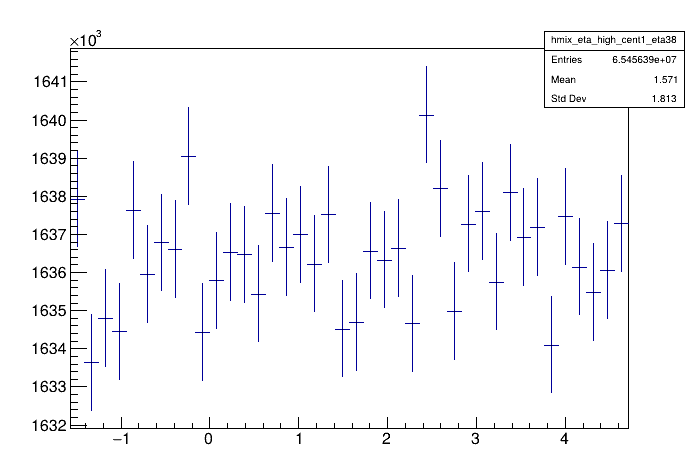 ×10³
hmix_eta_high_cent1_eta38
Entries 6.545639e+07
Mean 1.571
Std Dev 1.813
1641
1640
1639
1638
1637
1636
1635
1634
1633
1632
−1 0 1 2 3 4